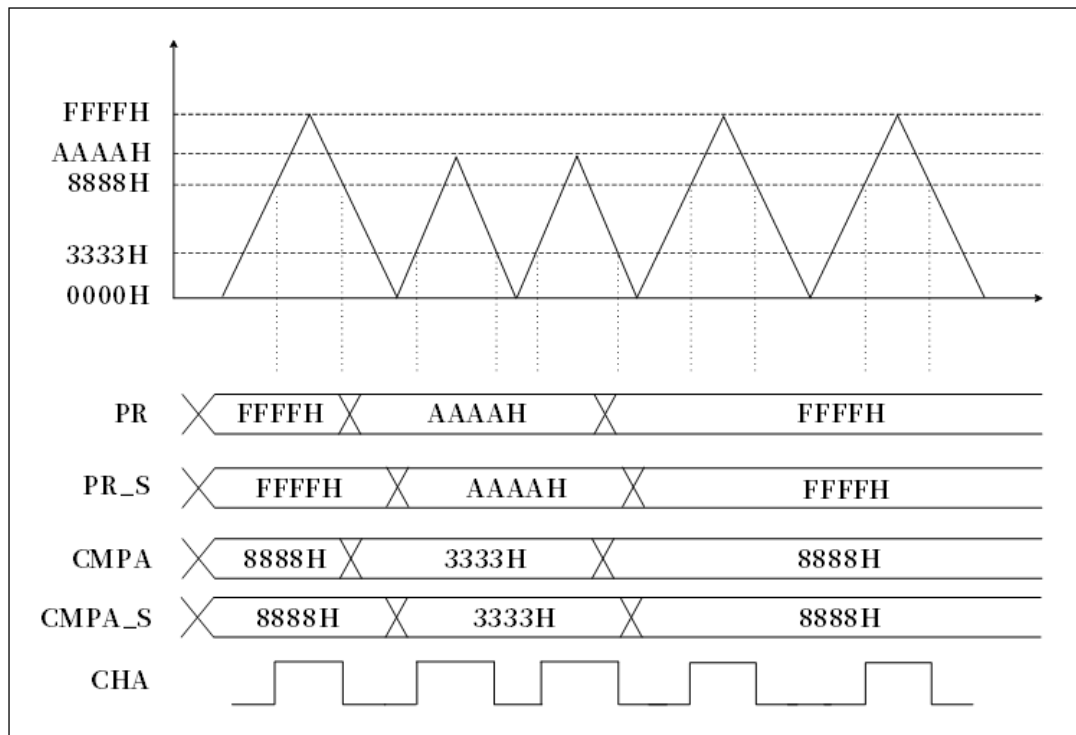 FFFFH
AAAAH
8888H
3333H
0000H
PR FFFFH AAAAH FFFFH
PR_S FFFFH AAAAH FFFFH
CMPA 8888H 3333H 8888H
CMPA_S 8888H 3333H 8888H
CHA